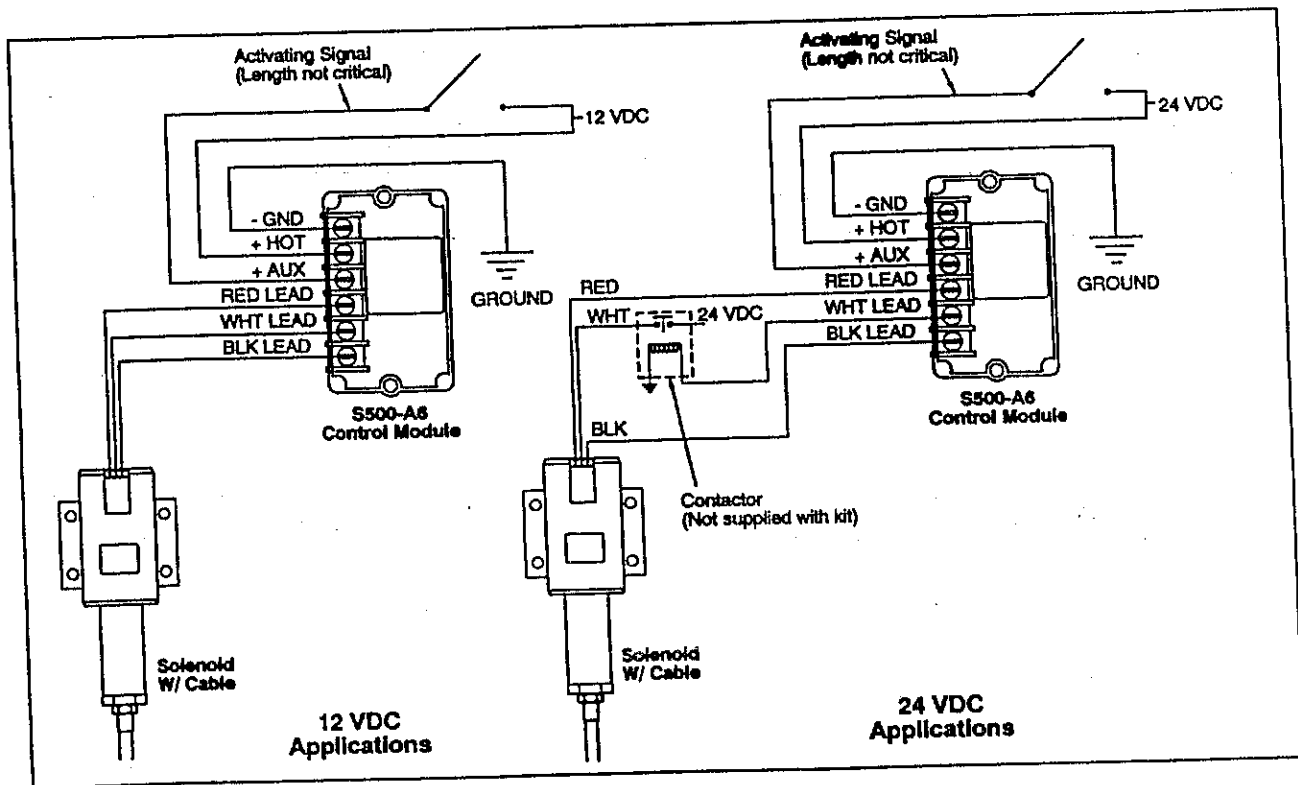 Activating Signal
(Length not critical)
12 VDC
- GND
+ HOT
+ AUX
RED LEAD
WHT LEAD
BLK LEAD
GROUND
S500-A6
Control Module
Solenoid
W/ Cable
12 VDC
Applications
Activating Signal
(Length not critical)
24 VDC
- GND
+ HOT
+ AUX
RED LEAD
WHT LEAD
BLK LEAD
GROUND
RED
WHT
24 VDC
BLK
S500-A6
Control Module
Contactor
(Not supplied with kit)
Solenoid
W/ Cable
24 VDC
Applications